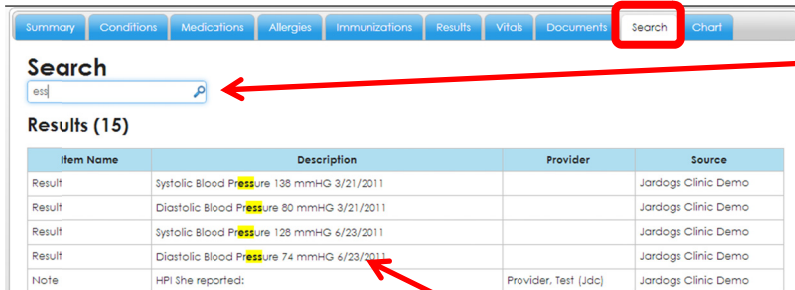 Summary Conditions Medications Allergies Immunizations Results Vitals Documents Search Chart
Search
ess
Results (15)
Item Name Description Provider Source
Result Systolic Blood Pressure 138 mmHG 3/21/2011 Jardogs Clinic Demo
Result Diastolic Blood Pressure 80 mmHG 3/21/2011 Jardogs Clinic Demo
Result Systolic Blood Pressure 128 mmHG 6/23/2011 Jardogs Clinic Demo
Result Diastolic Blood Pressure 74 mmHG 6/23/2011 Jardogs Clinic Demo
Note HPI She reported: Provider, Test (Jdc) Jardogs Clinic Demo